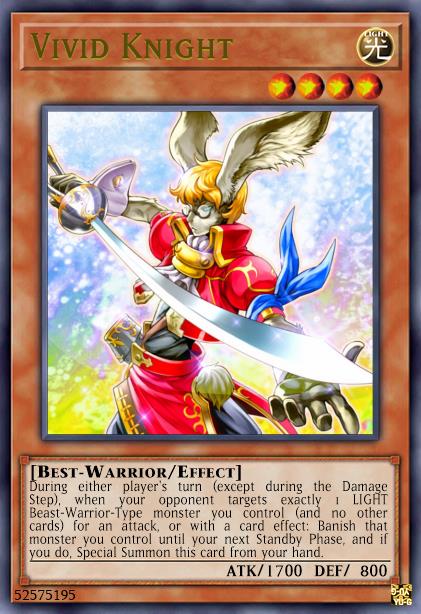 Vivid Knight
LIGHT
光
[Best-Warrior/Effect]
During either player's turn (except during the Damage
Step), when your opponent targets exactly 1 LIGHT
Beast-Warrior-Type monster you control (and no other
cards) for an attack, or with a card effect: Banish that
monster you control until your next Standby Phase, and if
you do, Special Summon this card from your hand.
ATK/1700 DEF/ 800
52575195